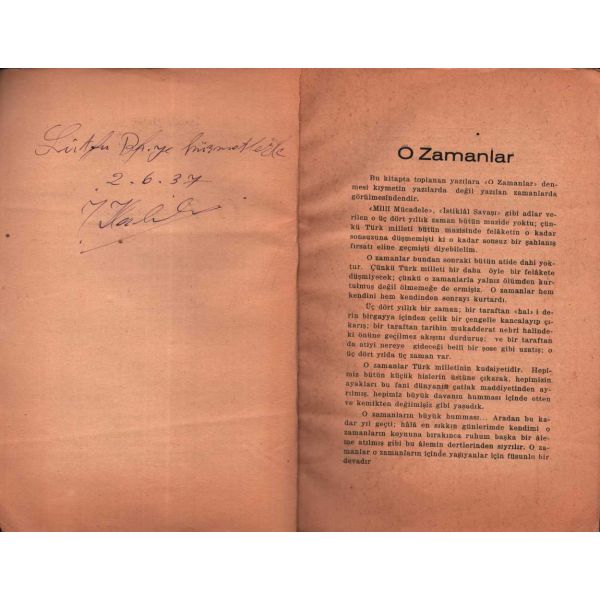 Lütfü Bf.ye hürmetlerle
2.6.37
O Zamanlar
Bu kitapta toplanan yazılara «O Zamanlar» den-
mesi kıymetin yazılarda değil yazılan zamanlarda
görülmesindendir.
«Millî Mücadele», «İstiklâl Savaşı» gibi adlar ve-
rilen o üç dört yıllık zaman bütün mazide yoktu; çün-
kü Türk milleti bütün mazisinde felâketin o kadar
sonsuzuna düşmemişti ki o kadar sonsuz bir şahlanış
fırsatı eline geçmişti diyebilelim.
O zamanlar bundan sonraki bütün atide dahi yok-
tur. Çünkü Türk milleti bir daha öyle bir felâkete
düşmiyecek; çünkü o zamanlarla yalnız ölümden kur-
tulmuş değil ölmemeğe de ermişiz. O zamanlar hem
kendini hem kendinden sonrayı kurtardı.
Üç dört yıllık bir zaman; bir taraftan «hal» i de-
rin birgayya içinden çelik bir çengelle kancalayıp çı-
karış; bir taraftan tarihin mukadderat nehri halinde-
ki önüne geçilmez akışını durduruş; ve bir taraftan
da atiyi nereye gideceği belli bir şose gibi uzatış; o
üç dört yılda üç zaman var.
O zamanlar Türk milletinin kudsiyetidir. Hepi-
miz bütün küçük hislerin üstüne çıkarak, hepimizin
ayakları bu fani dünyanın çatlak maddiyetinden ay-
rılmış, hepimiz büyük davanın humması içinde etten
ve kemikten değilmişiz gibi yaşadık.
O zamanların büyük humması... Aradan bu ka-
dar yıl geçti; hâlâ en sıkkın günlerimde kendimi o
zamanların koynuna bırakınca ruhum başka bir âle-
me atılmış gibi bu âlemin dertlerinden sıyrılır. O za-
manlar o zamanların içinde yaşıyanlar için füsunlu bir
devadır